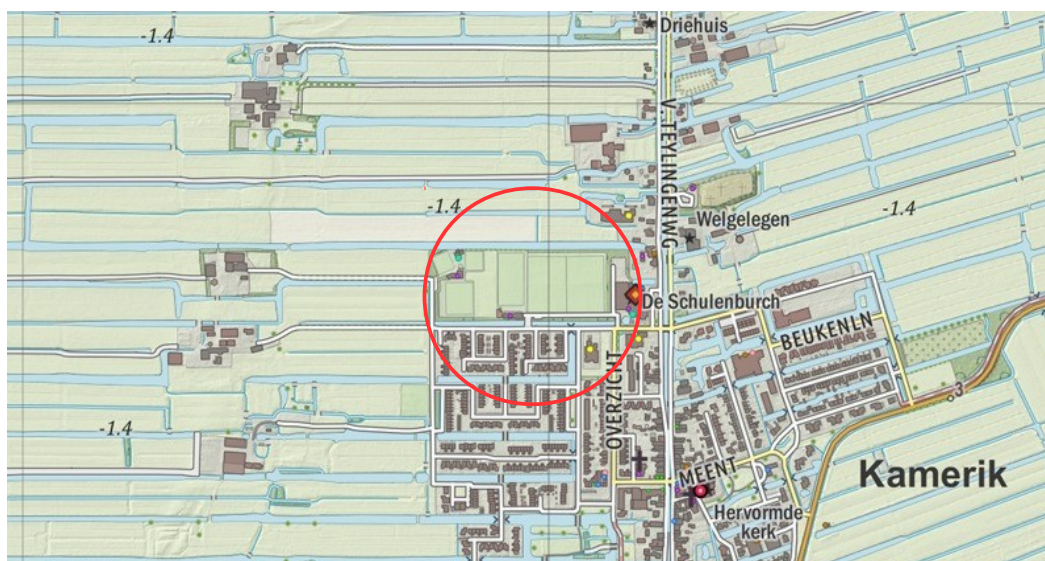 Driehuis
-1.4
V. TEYLINGENWG
-1.4
Welgelegen
-1.4
De Schulenburch
BEUKENLN
OVERZICHT
3
-1.4
MEENT
Kamerik
Hervormde
kerk